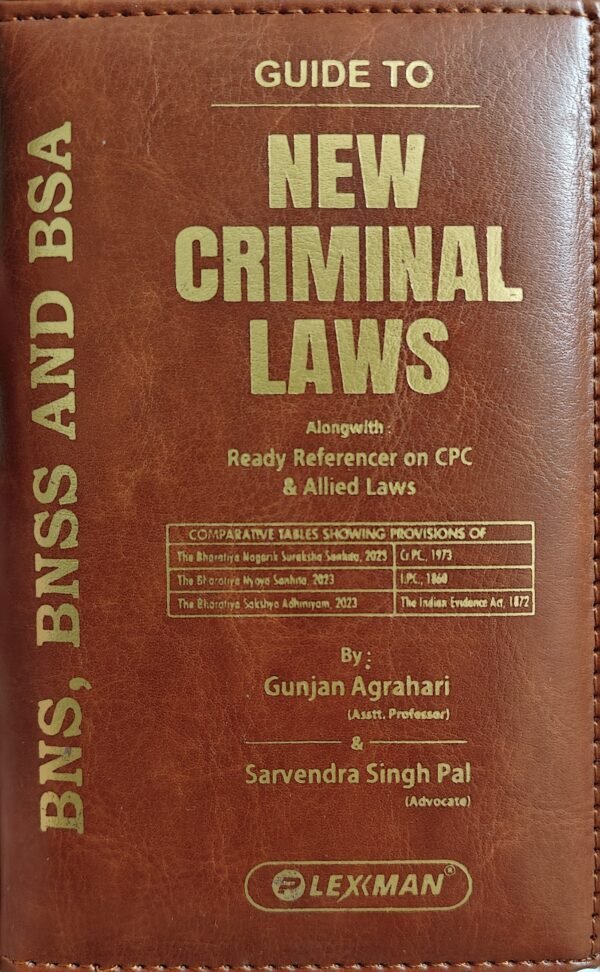 BNS, BNSS AND BSA
GUIDE TO
NEW
CRIMINAL
LAWS
Alongwith :
Ready Referencer on CPC
& Allied Laws
COMPARATIVE TABLES SHOWING PROVISIONS OF
The Bharatiya Nagarik Suraksha Sanhita, 2023 Cr.P.C., 1973
The Bharatiya Nyaya Sanhita, 2023 I.P.C., 1860
The Bharatiya Sakshya Adhiniyam, 2023 The Indian Evidence Act, 1872
By :
Gunjan Agrahari
(Asstt. Professor)
&
Sarvendra Singh Pal
(Advocate)
LEXMAN®